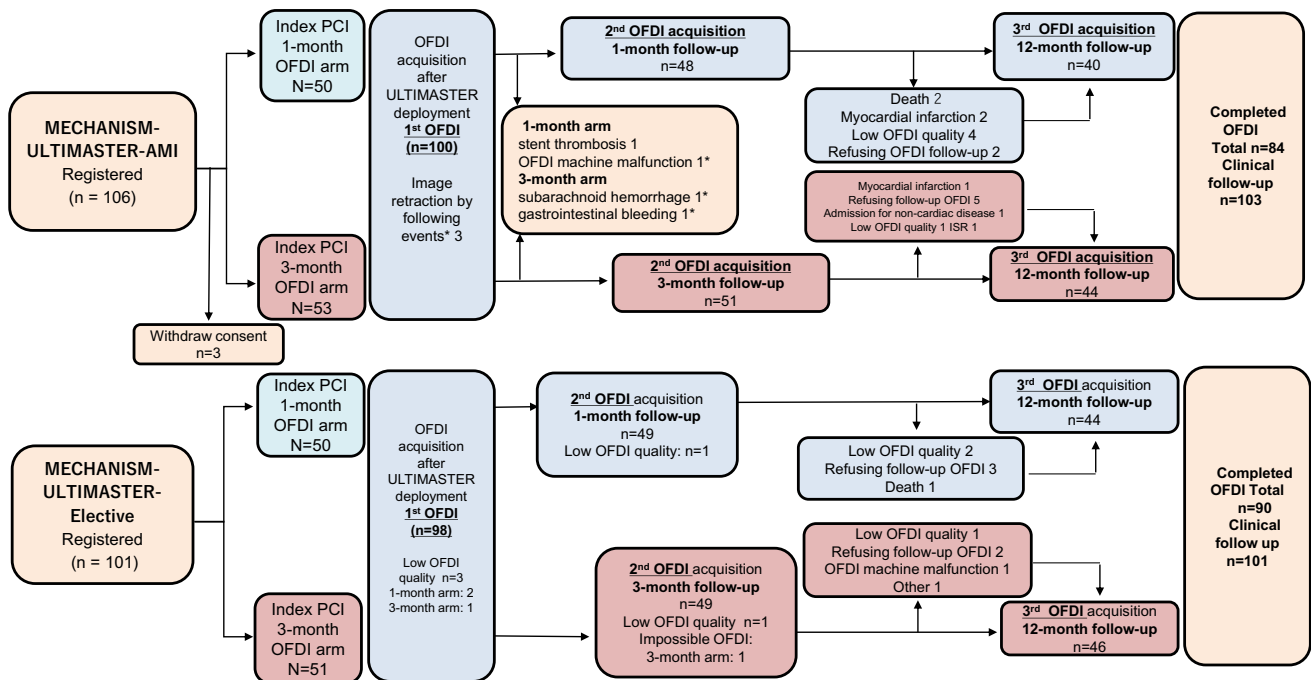 MECHANISM-
ULTIMASTER-AMI
Registered
(n = 106)
Withdraw consent
n=3
Index PCI
1-month
OFDI arm
N=50
Index PCI
3-month
OFDI arm
N=53
OFDI
acquisition
after
ULTIMASTER
deployment
1st OFDI
(n=100)
Image
retraction by
following
events* 3
1-month arm
stent thrombosis 1
OFDI machine malfunction 1*
3-month arm
subarachnoid hemorrhage 1*
gastrointestinal bleeding 1*
2nd OFDI acquisition
1-month follow-up
n=48
2nd OFDI acquisition
3-month follow-up
n=51
Death 2
Myocardial infarction 2
Low OFDI quality 4
Refusing OFDI follow-up 2
Myocardial infarction 1
Refusing follow-up OFDI 5
Admission for non-cardiac disease 1
Low OFDI quality 1 ISR 1
3rd OFDI acquisition
12-month follow-up
n=40
3rd OFDI acquisition
12-month follow-up
n=44
Completed
OFDI
Total n=84
Clinical
follow-up
n=103
MECHANISM-
ULTIMASTER-
Elective
Registered
(n = 101)
Index PCI
1-month
OFDI arm
N=50
Index PCI
3-month
OFDI arm
N=51
OFDI
acquisition
after
ULTIMASTER
deployment
1st OFDI
(n=98)
Low OFDI
quality n=3
1-month arm: 2
3-month arm: 1
2nd OFDI acquisition
1-month follow-up
n=49
Low OFDI quality: n=1
2nd OFDI acquisition
3-month follow-up
n=49
Low OFDI quality n=1
Impossible OFDI:
3-month arm: 1
Low OFDI quality 2
Refusing follow-up OFDI 3
Death 1
Low OFDI quality 1
Refusing follow-up OFDI 2
OFDI machine malfunction 1
Other 1
3rd OFDI acquisition
12-month follow-up
n=44
3rd OFDI acquisition
12-month follow-up
n=46
Completed
OFDI Total
n=90
Clinical
follow up
n=101